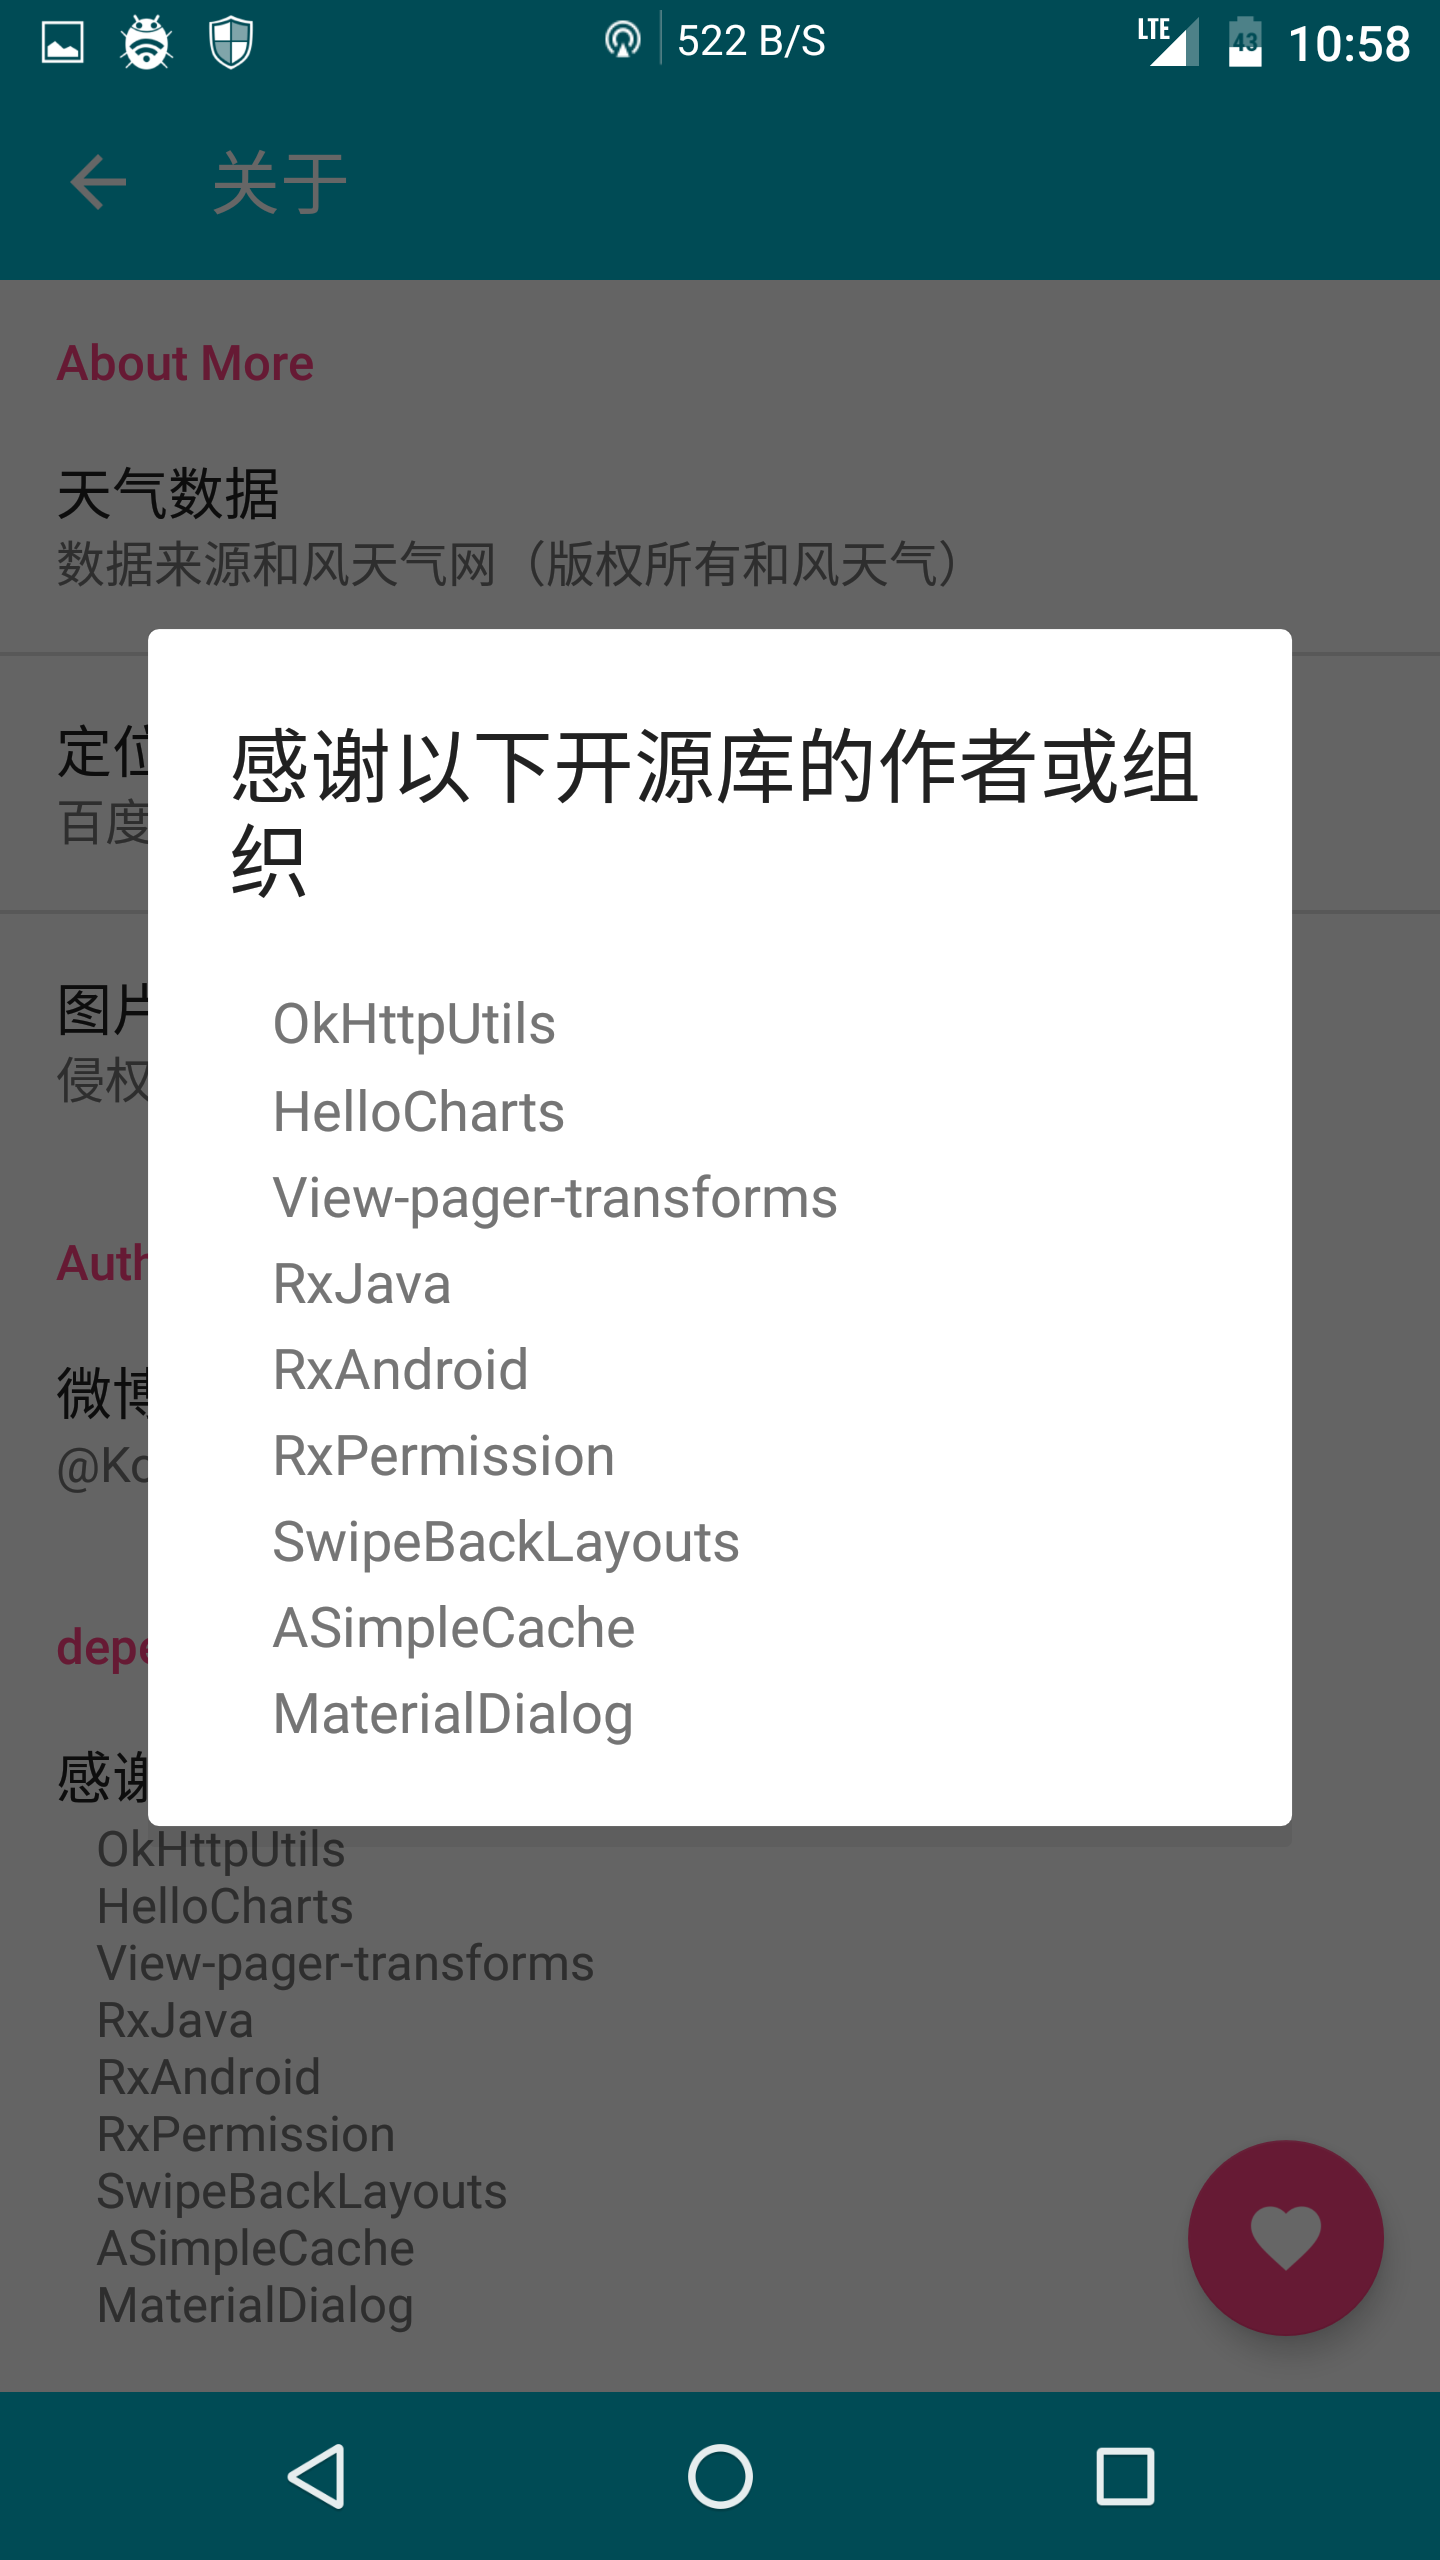 522 B/S
LTE
43
10:58
关于
About More
天气数据
数据来源和风天气网（版权所有和风天气）
定位
百度
图片
侵权
微博
感谢以下开源库的作者或组
织
OkHttpUtils
HelloCharts
View-pager-transforms
RxJava
RxAndroid
RxPermission
SwipeBackLayouts
ASimpleCache
MaterialDialog
感谢
OkHttpUtils
HelloCharts
View-pager-transforms
RxJava
RxAndroid
RxPermission
SwipeBackLayouts
ASimpleCache
MaterialDialog